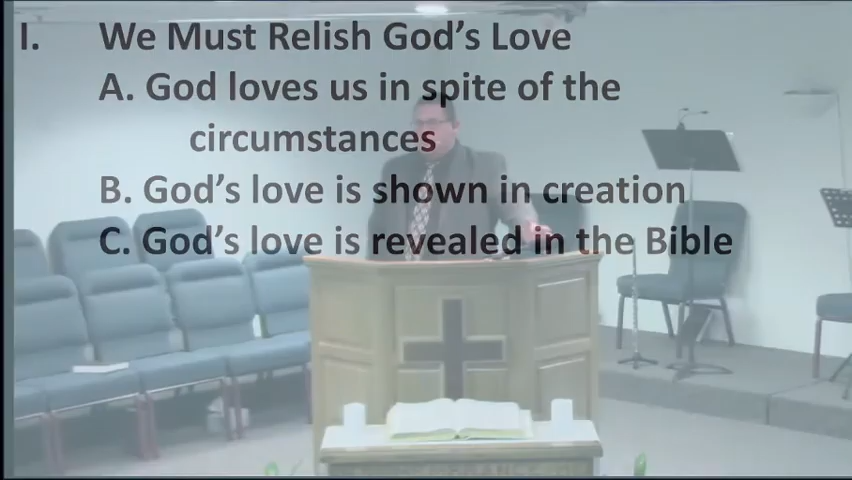 I. We Must Relish God's Love
A. God loves us in spite of the
circumstances
B. God's love is shown in creation
C. God's love is revealed in the Bible